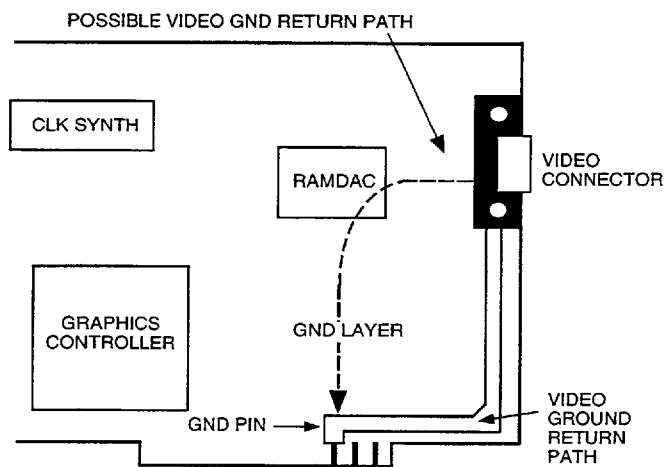 POSSIBLE VIDEO GND RETURN PATH
CLK SYNTH
RAMDAC
VIDEO
CONNECTOR
GRAPHICS
CONTROLLER
GND LAYER
GND PIN
VIDEO
GROUND
RETURN
PATH